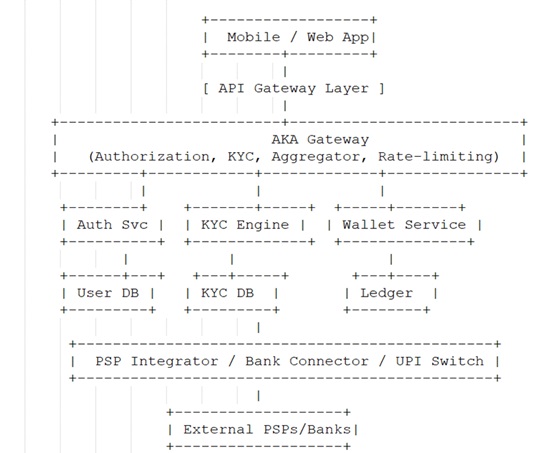 Mobile / Web App
[ API Gateway Layer ]
AKA Gateway
(Authorization, KYC, Aggregator, Rate-limiting)
Auth Svc | KYC Engine | Wallet Service
User DB | KYC DB | Ledger
PSP Integrator / Bank Connector / UPI Switch
External PSPs/Banks